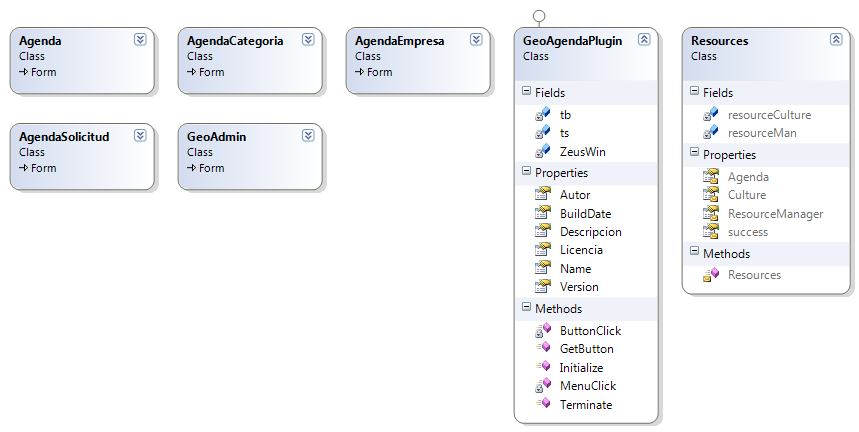 Agenda
Class
Form
AgendaCategoria
Class
Form
AgendaEmpresa
Class
Form
AgendaSolicitud
Class
Form
GeoAdmin
Class
Form
GeoAgendaPlugin
Class
Fields
tb
ts
ZeusWin
Properties
Autor
BuildDate
Descripcion
Licencia
Name
Version
Methods
ButtonClick
GetButton
Initialize
MenuClick
Terminate
Resources
Class
Fields
resourceCulture
resourceMan
Properties
Agenda
Culture
ResourceManager
success
Methods
Resources